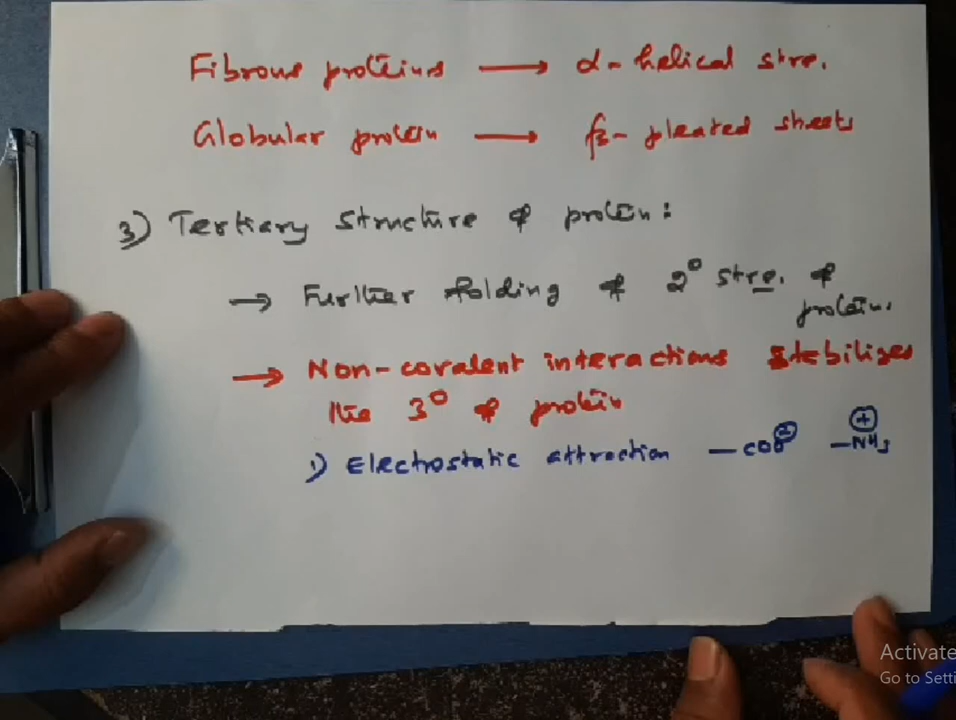 Fibrous proteins → α-helical stre.
Globular protein → β-pleated sheets
3) Tertiary structure of protein:
→ Further folding of 2° stre. of protein.
→ Non-covalent interactions stebilizes
the 3° of protein
1) Electrostatic attraction —COO⊖ —NH3⊕
Activate
Go to Setti